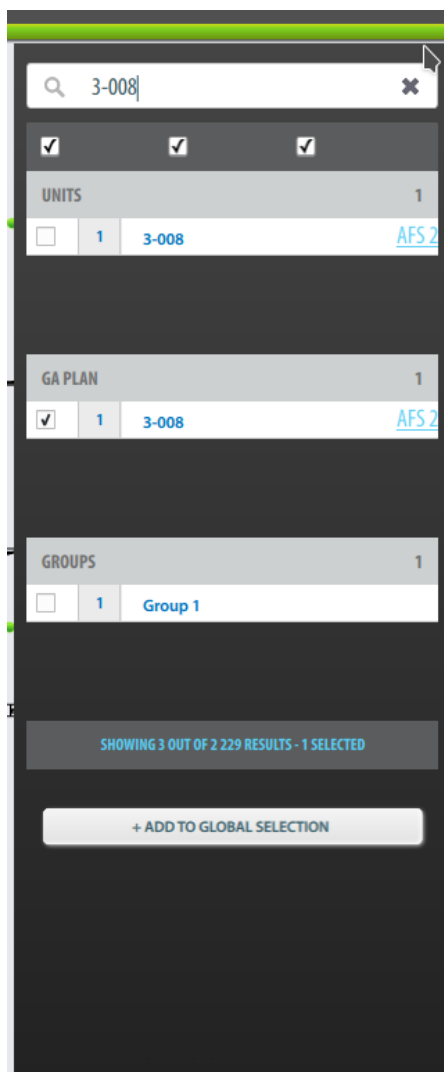 3-008
UNITS 1
1 3-008 AFS 2
GA PLAN 1
1 3-008 AFS 2
GROUPS 1
1 Group 1
SHOWING 3 OUT OF 2 229 RESULTS - 1 SELECTED
+ ADD TO GLOBAL SELECTION